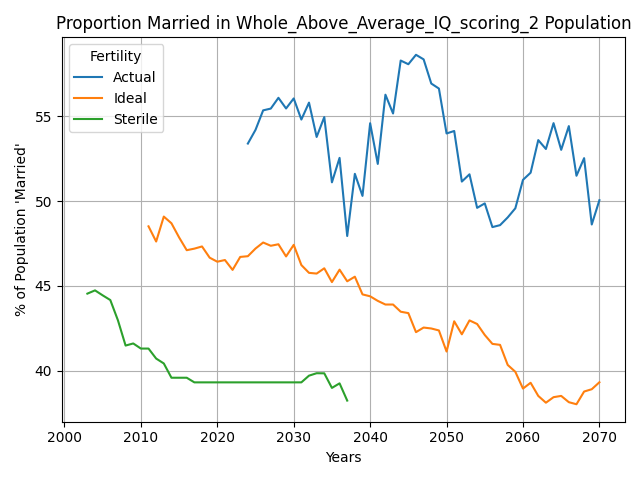 Proportion Married in Whole_Above_Average_IQ_scoring_2 Population
Fertility
Actual
Ideal
Sterile
% of Population 'Married'
55
50
45
40
2000 2010 2020 2030 2040 2050 2060 2070
Years